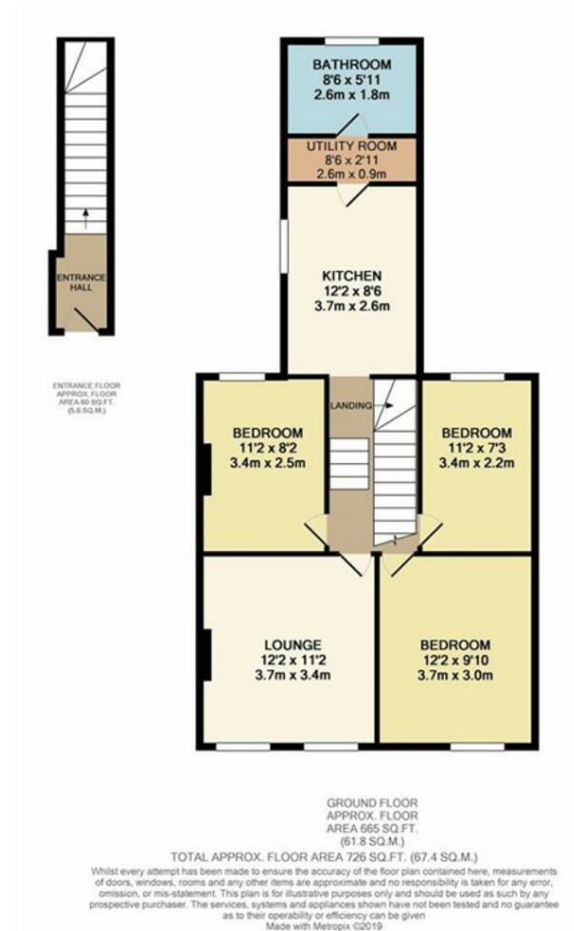 BATHROOM
8'6 x 5'11
2.6m x 1.8m
UTILITY ROOM
8'6 x 2'11
2.6m x 0.9m
KITCHEN
12'2 x 8'6
3.7m x 2.6m
ENTRANCE
HALL
ENTRANCE FLOOR
APPROX. FLOOR
AREA 60 SQ.FT.
(5.6 SQ.M.)
LANDING
BEDROOM
11'2 x 8'2
3.4m x 2.5m
BEDROOM
11'2 x 7'3
3.4m x 2.2m
LOUNGE
12'2 x 11'2
3.7m x 3.4m
BEDROOM
12'2 x 9'10
3.7m x 3.0m
GROUND FLOOR
APPROX. FLOOR
AREA 665 SQ.FT.
(61.8 SQ.M.)
TOTAL APPROX. FLOOR AREA 726 SQ.FT. (67.4 SQ.M.)
Whilst every attempt has been made to ensure the accuracy of the floor plan contained here, measurements
of doors, windows, rooms and any other items are approximate and no responsibility is taken for any error,
omission, or mis-statement. This plan is for illustrative purposes only and should be used as such by any
prospective purchaser. The services, systems and appliances shown have not been tested and no guarantee
as to their operability or efficiency can be given
Made with Metropix ©2019